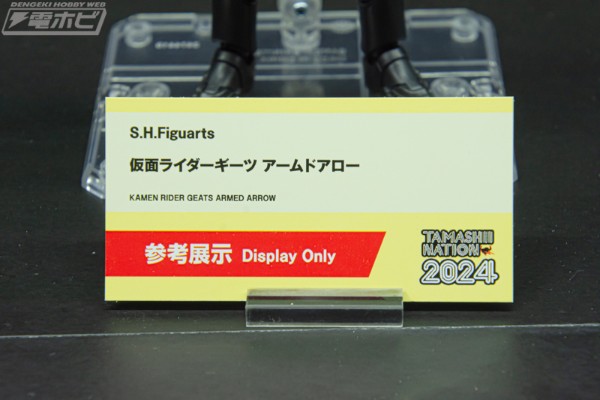 DENGEKI HOBBY WEB
電ホビ
S.H.Figuarts
仮面ライダーギーツ アームドアロー
KAMEN RIDER GEATS ARMED ARROW
参考展示 Display Only
TAMASHII
NATION
2024